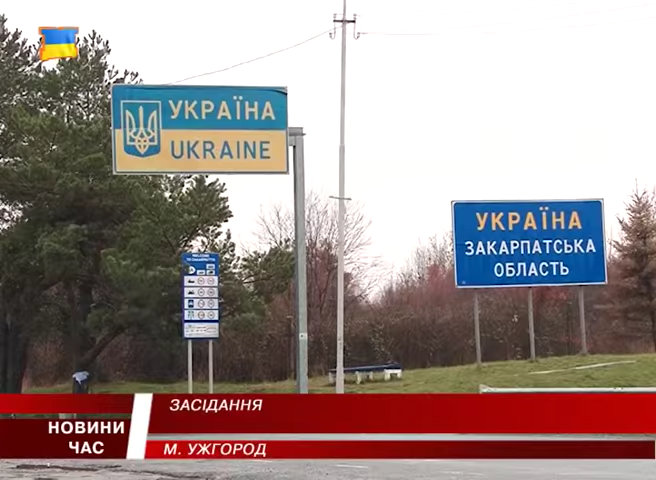 УКРАЇНА
UKRAINE
УКРАЇНА
ЗАКАРПАТСЬКА
ОБЛАСТЬ
ЗАСІДАННЯ
НОВИНИ
ЧАС
М. УЖГОРОД